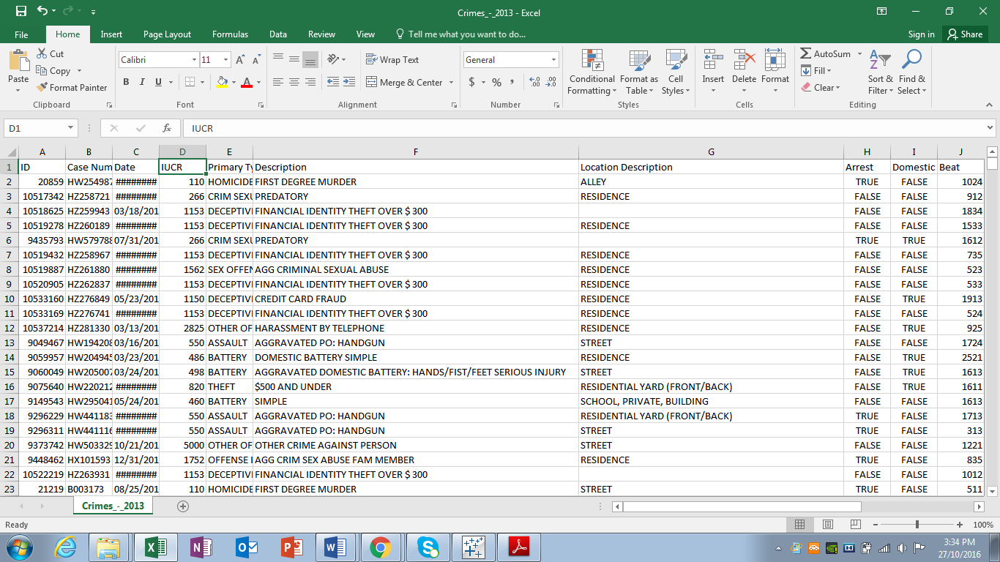 Crimes_-_2013 - Excel
File Home Insert Page Layout Formulas Data Review View Tell me what you want to do... Sign in Share
Paste Cut Copy Format Painter Clipboard
Calibri 11 B I U A A A Font
Wrap Text Merge & Center Alignment
General $ % , Number
Conditional Formatting Format as Table Cell Styles Styles
Insert Delete Format Cells
AutoSum Fill Clear Sort & Filter Find & Select Editing
D1 fx IUCR
A B C D E F G H I J
1 ID Case Num Date IUCR Primary Ty Description Location Description Arrest Domestic Beat
2 20859 HW254987 ######## 110 HOMICIDE FIRST DEGREE MURDER ALLEY TRUE FALSE 1024
3 10517342 HZ258721 ######## 266 CRIM SEXU PREDATORY RESIDENCE FALSE FALSE 912
4 10518625 HZ259943 03/18/201 1153 DECEPTIVE FINANCIAL IDENTITY THEFT OVER $ 300 FALSE FALSE 1834
5 10519278 HZ260189 ######## 1153 DECEPTIVE FINANCIAL IDENTITY THEFT OVER $ 300 RESIDENCE FALSE FALSE 1533
6 9435793 HW579788 07/31/201 266 CRIM SEXU PREDATORY TRUE TRUE 1612
7 10519432 HZ258967 ######## 1153 DECEPTIVE FINANCIAL IDENTITY THEFT OVER $ 300 RESIDENCE FALSE FALSE 735
8 10519887 HZ261880 ######## 1562 SEX OFFEN AGG CRIMINAL SEXUAL ABUSE RESIDENCE FALSE FALSE 523
9 10520905 HZ262837 ######## 1153 DECEPTIVE FINANCIAL IDENTITY THEFT OVER $ 300 RESIDENCE FALSE FALSE 533
10 10533160 HZ276849 05/23/201 1150 DECEPTIVE CREDIT CARD FRAUD RESIDENCE FALSE TRUE 1913
11 10533169 HZ276741 ######## 1153 DECEPTIVE FINANCIAL IDENTITY THEFT OVER $ 300 RESIDENCE FALSE FALSE 524
12 10537214 HZ281330 03/13/201 2825 OTHER OF HARASSMENT BY TELEPHONE RESIDENCE FALSE TRUE 925
13 9049467 HW194208 03/16/201 550 ASSAULT AGGRAVATED PO: HANDGUN STREET FALSE FALSE 1724
14 9059957 HW204945 03/23/201 486 BATTERY DOMESTIC BATTERY SIMPLE RESIDENCE FALSE TRUE 2521
15 9060049 HW205007 03/24/201 498 BATTERY AGGRAVATED DOMESTIC BATTERY: HANDS/FIST/FEET SERIOUS INJURY STREET FALSE TRUE 1613
16 9075640 HW220212 ######## 820 THEFT $500 AND UNDER RESIDENTIAL YARD (FRONT/BACK) FALSE TRUE 1611
17 9149543 HW295041 05/24/201 460 BATTERY SIMPLE SCHOOL, PRIVATE, BUILDING FALSE FALSE 1613
18 9296229 HW441183 ######## 550 ASSAULT AGGRAVATED PO: HANDGUN RESIDENTIAL YARD (FRONT/BACK) TRUE FALSE 1713
19 9296311 HW441116 ######## 550 ASSAULT AGGRAVATED PO: HANDGUN STREET TRUE FALSE 313
20 9373742 HW503329 10/21/201 5000 OTHER OF OTHER CRIME AGAINST PERSON STREET FALSE FALSE 1221
21 9448462 HX101593 12/31/201 1752 OFFENSE I AGG CRIM SEX ABUSE FAM MEMBER RESIDENCE TRUE FALSE 835
22 10522219 HZ263931 ######## 1153 DECEPTIVE FINANCIAL IDENTITY THEFT OVER $ 300 FALSE FALSE 1012
23 21219 B003173 08/25/201 110 HOMICIDE FIRST DEGREE MURDER STREET TRUE FALSE 511
Crimes_-_2013
Ready 100%
3:34 PM
27/10/2016